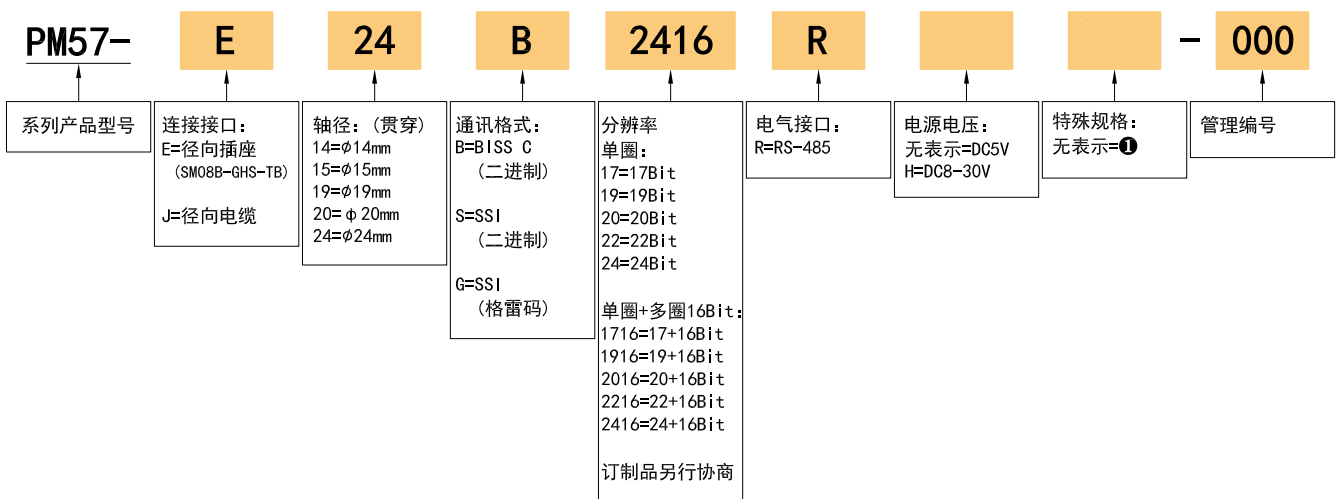 PM57- E 24 B 2416 R - 000
系列产品型号
连接接口：
E=径向插座
(SM08B-GHS-TB)
J=径向电缆
轴径：(贯穿)
14=φ14mm
15=φ15mm
19=φ19mm
20=φ20mm
24=φ24mm
通讯格式：
B=BISS C
(二进制)
S=SSI
(二进制)
G=SSI
(格雷码)
分辨率
单圈：
17=17Bit
19=19Bit
20=20Bit
22=22Bit
24=24Bit
单圈+多圈16Bit：
1716=17+16Bit
1916=19+16Bit
2016=20+16Bit
2216=22+16Bit
2416=24+16Bit
订制品另行协商
电气接口：
R=RS-485
电源电压：
无表示=DC5V
H=DC8-30V
特殊规格：
无表示=❶
管理编号